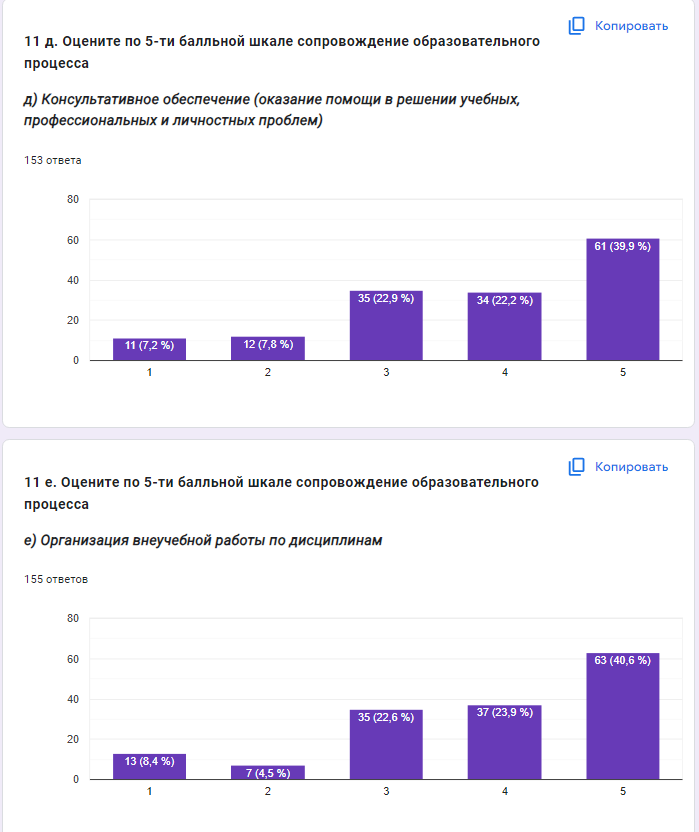 Копировать
11 д. Оцените по 5-ти балльной шкале сопровождение образовательного
процесса
д) Консультативное обеспечение (оказание помощи в решении учебных,
профессиональных и личностных проблем)
153 ответа
80
60
40
20
0
11 (7,2 %)
12 (7,8 %)
35 (22,9 %)
34 (22,2 %)
61 (39,9 %)
1 2 3 4 5
Копировать
11 е. Оцените по 5-ти балльной шкале сопровождение образовательного
процесса
е) Организация внеучебной работы по дисциплинам
155 ответов
80
60
40
20
0
13 (8,4 %)
7 (4,5 %)
35 (22,6 %)
37 (23,9 %)
63 (40,6 %)
1 2 3 4 5